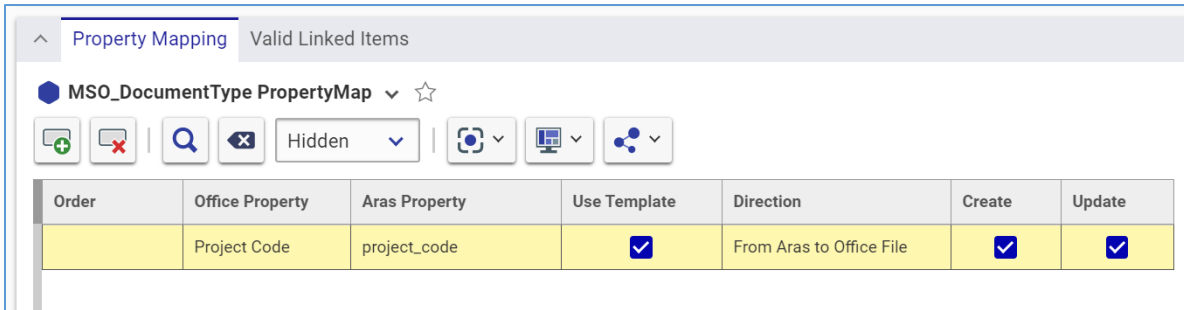 Property Mapping Valid Linked Items
MSO_DocumentType PropertyMap
Hidden
Order Office Property Aras Property Use Template Direction Create Update
Project Code project_code From Aras to Office File